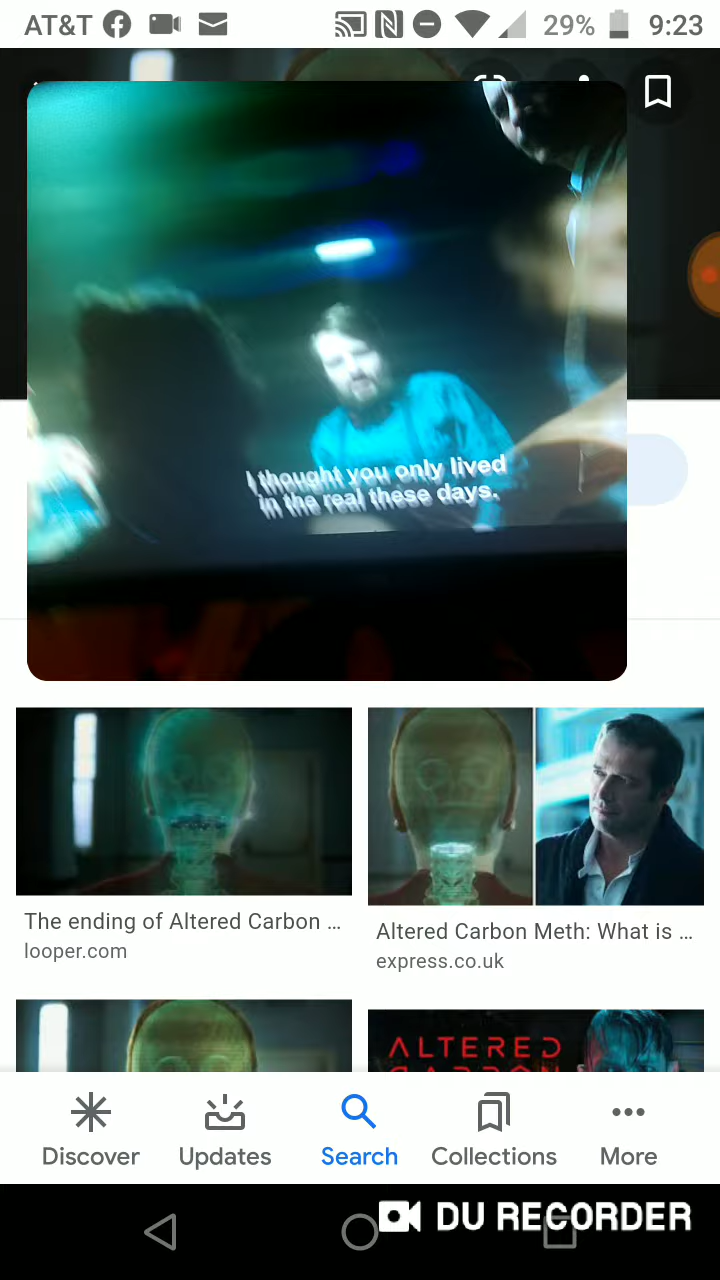 AT&T
29%
9:23
I thought you only lived
in the real these days.
The ending of Altered Carbon ...
looper.com
Altered Carbon Meth: What is ...
express.co.uk
ALTERED
CARBON
Discover
Updates
Search
Collections
More
DU RECORDER